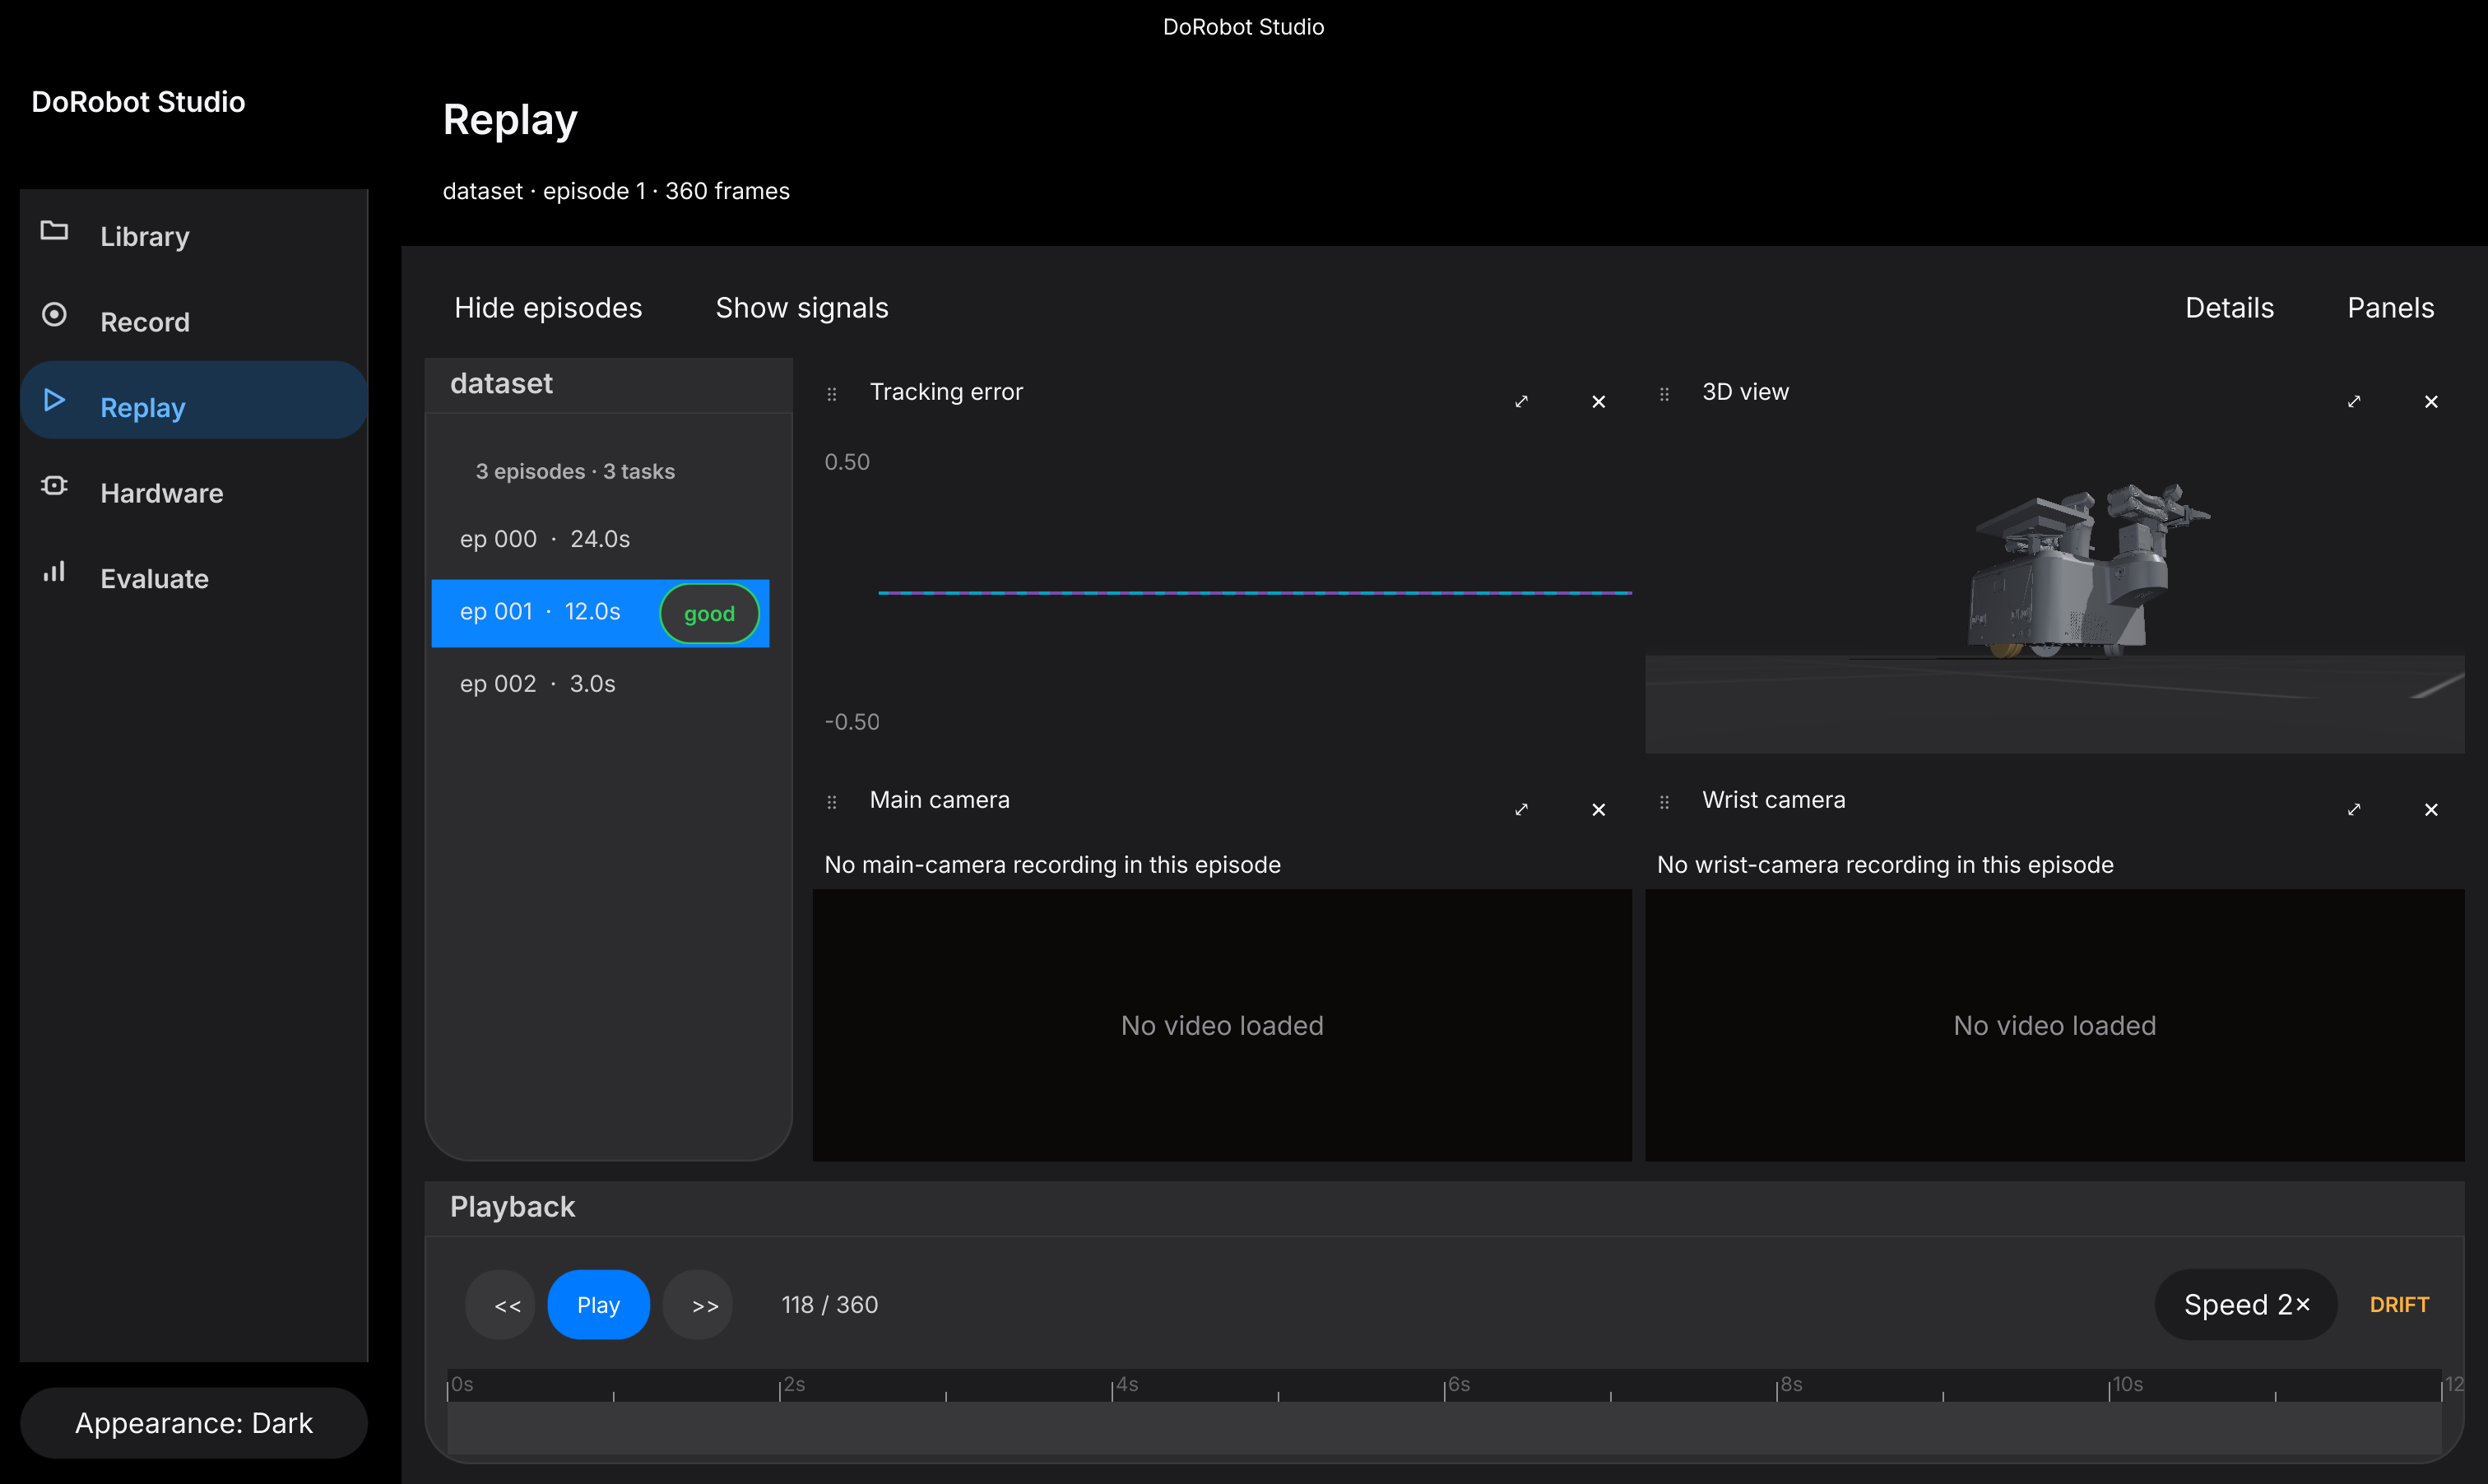 DoRobot Studio
DoRobot Studio
Library
Record
Replay
Hardware
Evaluate
Appearance: Dark
Replay
dataset · episode 1 · 360 frames
Hide episodes
Show signals
Details
Panels
dataset
3 episodes · 3 tasks
ep 000 · 24.0s
ep 001 · 12.0s
good
ep 002 · 3.0s
Tracking error
0.50
-0.50
3D view
Main camera
No main-camera recording in this episode
No video loaded
Wrist camera
No wrist-camera recording in this episode
No video loaded
Playback
<<
Play
>>
118 / 360
Speed 2×
DRIFT
0s
2s
4s
6s
8s
10s
12